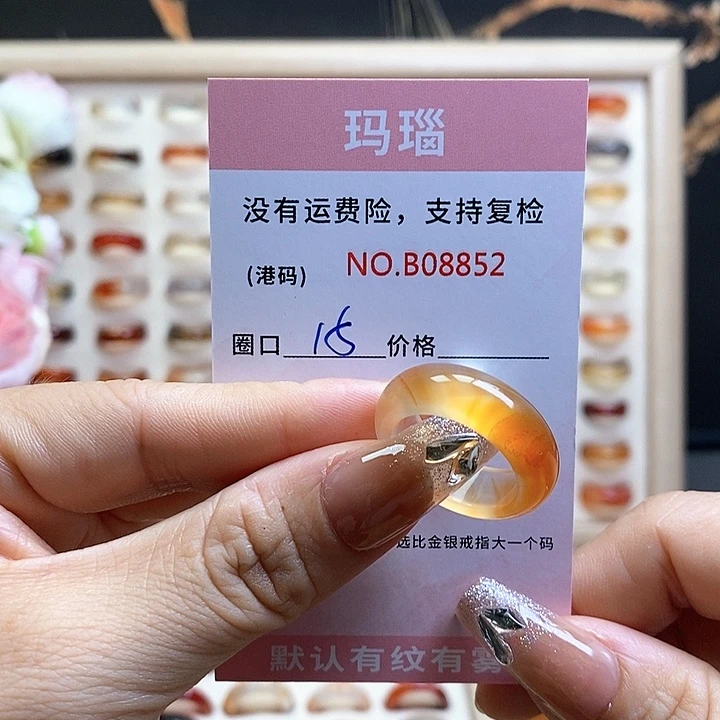 玛瑙
没有运费险，支持复检
(港码) NO.B08852
圈口 15 价格
选比金银戒指大一个码
默认有纹有雾